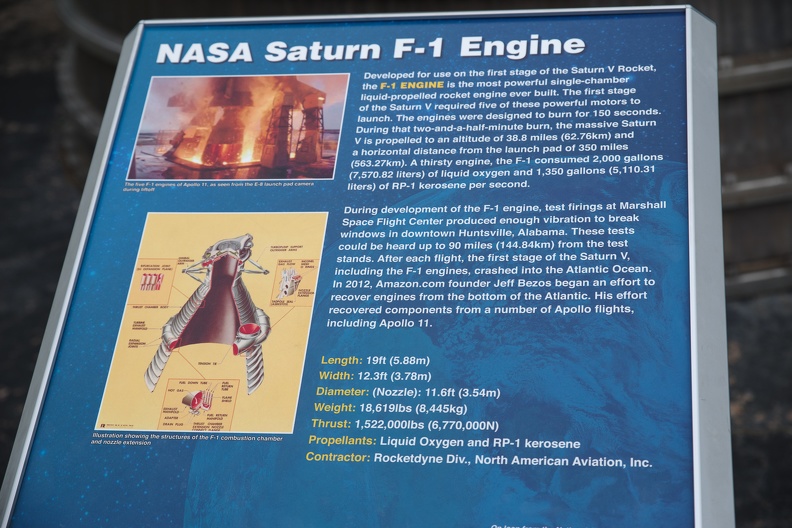 NASA Saturn F-1 Engine
Developed for use on the first stage of the Saturn V Rocket,
the F-1 ENGINE is the most powerful single-chamber
liquid-propelled rocket engine ever built. The first stage
of the Saturn V required five of these powerful motors to
launch. The engines were designed to burn for 150 seconds.
During that two-and-a-half-minute burn, the massive Saturn
V is propelled to an altitude of 38.8 miles (62.76km) and
a horizontal distance from the launch pad of 350 miles
(563.27km). A thirsty engine, the F-1 consumed 2,000 gallons
(7,570.82 liters) of liquid oxygen and 1,350 gallons (5,110.31
liters) of RP-1 kerosene per second.
The five F-1 engines of Apollo 11, as seen from the E-8 launch pad camera
during liftoff
During development of the F-1 engine, test firings at Marshall
Space Flight Center produced enough vibration to break
windows in downtown Huntsville, Alabama. These tests
could be heard up to 90 miles (144.84km) from the test
stands. After each flight, the first stage of the Saturn V,
including the F-1 engines, crashed into the Atlantic Ocean.
In 2012, Amazon.com founder Jeff Bezos began an effort to
recover engines from the bottom of the Atlantic. His effort
recovered components from a number of Apollo flights,
including Apollo 11.
Illustration showing the structures of the F-1 combustion chamber
and nozzle extension
Length: 19ft (5.88m)
Width: 12.3ft (3.78m)
Diameter: (Nozzle): 11.6ft (3.54m)
Weight: 18,619lbs (8,445kg)
Thrust: 1,522,000lbs (6,770,000N)
Propellants: Liquid Oxygen and RP-1 kerosene
Contractor: Rocketdyne Div., North American Aviation, Inc.